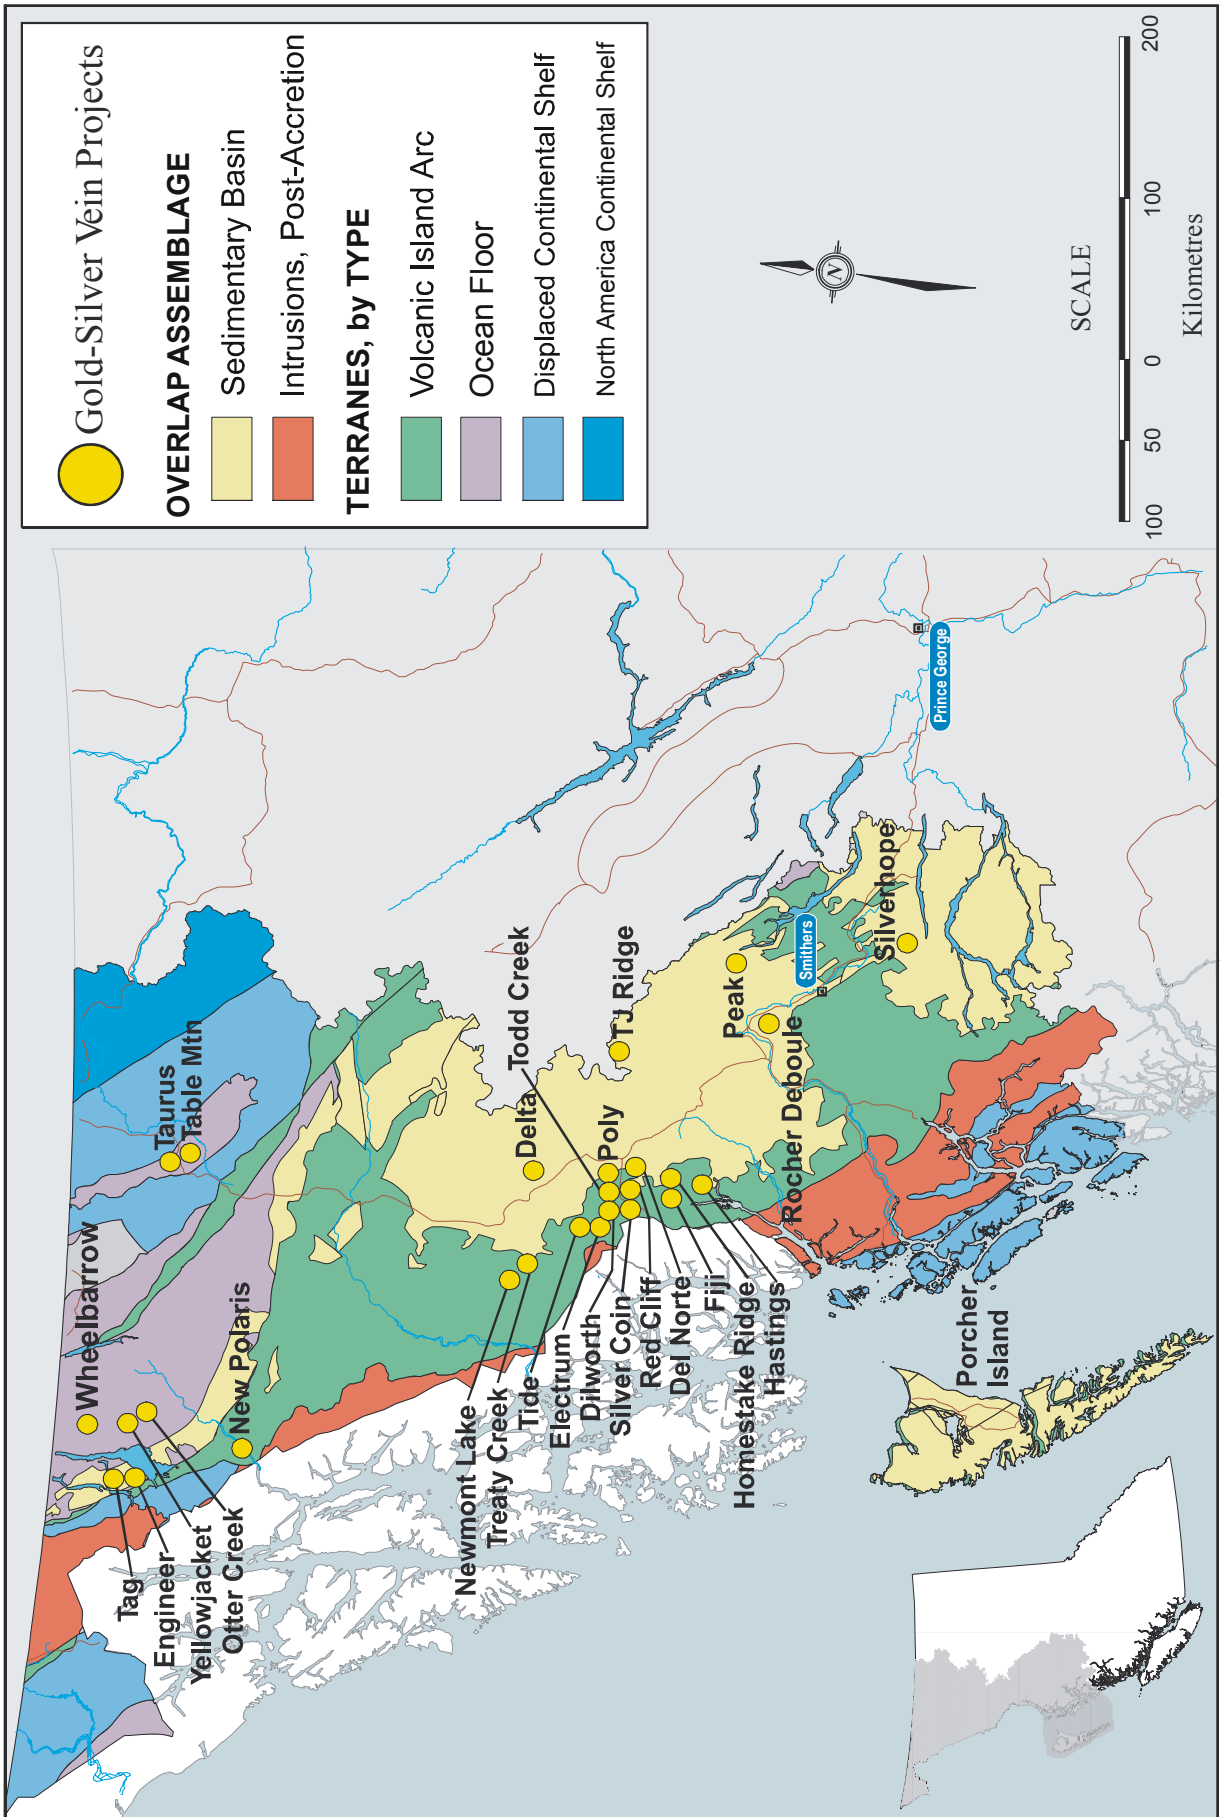 Gold-Silver Vein Projects
OVERLAP ASSEMBLAGE
Sedimentary Basin
Intrusions, Post-Accretion
TERRANES, by TYPE
Volcanic Island Arc
Ocean Floor
Displaced Continental Shelf
North America Continental Shelf
N
SCALE
100 50 0 100 200
Kilometres
Wheelbarrow
Taurus
Table Mtn
New Polaris
Tag
Engineer
Yellowjacket
Otter Creek
Todd Creek
Delta
TJ Ridge
Poly
Peak
Rocher Deboule
Smithers
Silverhope
Prince George
Newmont Lake
Treaty Creek
Tide
Electrum
Dilworth
Silver Coin
Red Cliff
Del Norte
Fiji
Homestake Ridge
Hastings
Porcher
Island